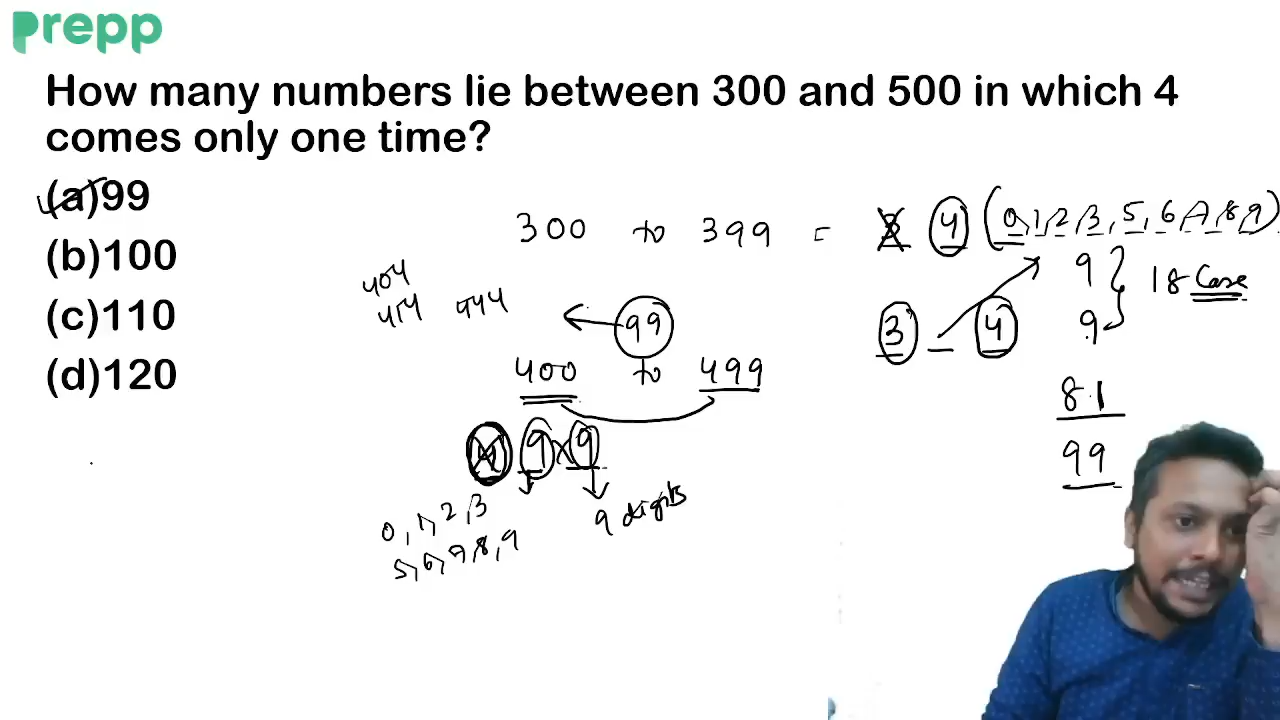 prepp
How many numbers lie between 300 and 500 in which 4
comes only one time?
(a)99
(b)100
(c)110
(d)120
300 to 399 = 3 4 (0,1,2,3,5,6,7,8,9)
9
18 Case
9
3 _ 4
404
414 444
99
400 to 499
81
99
4 9 x 9
0,1,2,3
5,6,7,8,9
9 digits